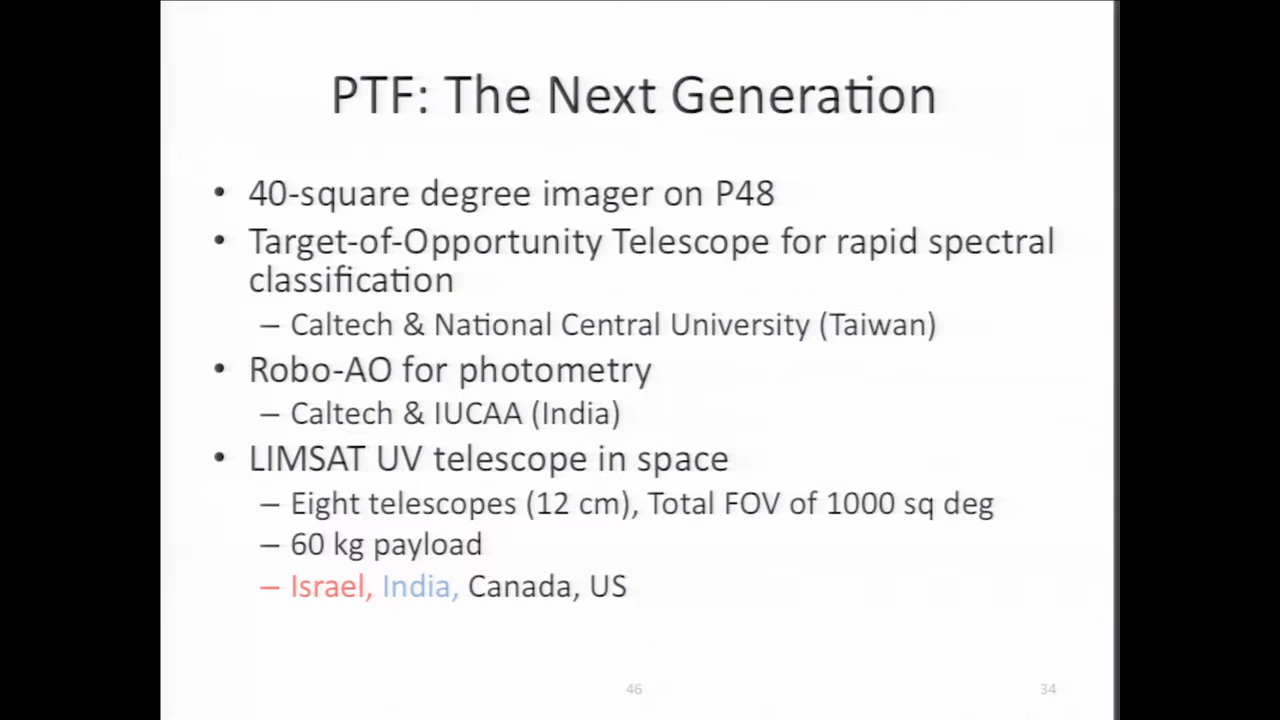 PTF: The Next Generation
• 40-square degree imager on P48
• Target-of-Opportunity Telescope for rapid spectral
classification
– Caltech & National Central University (Taiwan)
• Robo-AO for photometry
– Caltech & IUCAA (India)
• LIMSAT UV telescope in space
– Eight telescopes (12 cm), Total FOV of 1000 sq deg
– 60 kg payload
– Israel, India, Canada, US
46 34